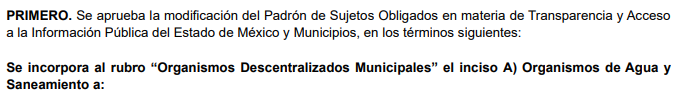 PRIMERO. Se aprueba la modificación del Padrón de Sujetos Obligados en materia de Transparencia y Acceso
a la Información Pública del Estado de México y Municipios, en los términos siguientes:
Se incorpora al rubro “Organismos Descentralizados Municipales” el inciso A) Organismos de Agua y
Saneamiento a: